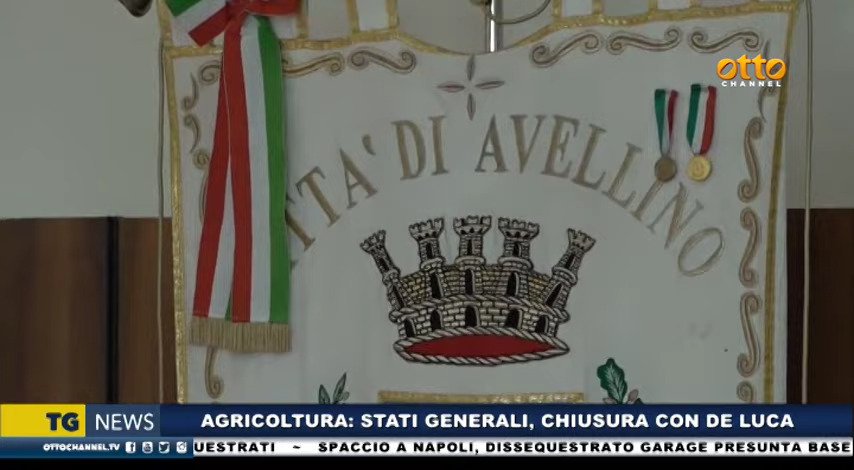 otto
CHANNEL
TTA' DI AVELLINO
TG NEWS
AGRICOLTURA: STATI GENERALI, CHIUSURA CON DE LUCA
OTTOCHANNEL.TV
UESTRATI ~ SPACCIO A NAPOLI, DISSEQUESTRATO GARAGE PRESUNTA BASE